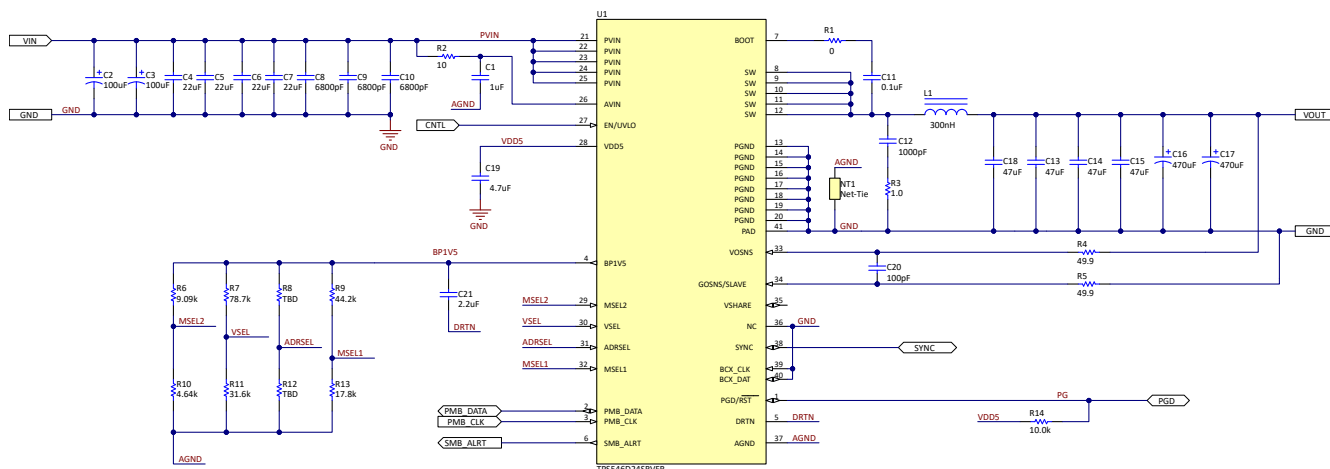 U1
VIN
PVIN
GND
GND
C2
100uF
C3
100uF
C4
22uF
C5
22uF
C6
22uF
C7
22uF
C8
6800pF
C9
6800pF
C10
6800pF
GND
R2
10
C1
1uF
AGND
CNTL
VDD5
C19
4.7uF
GND
BP1V5
R6
9.09k
R7
78.7k
R8
TBD
R9
44.2k
MSEL2
VSEL
ADRSEL
MSEL1
R10
4.64k
R11
31.6k
R12
TBD
R13
17.8k
AGND
C21
2.2uF
DRTN
MSEL2
VSEL
ADRSEL
MSEL1
PMB_DATA
PMB_CLK
SMB_ALRT
21 PVIN
22 PVIN
23 PVIN
24 PVIN
25 PVIN
26 AVIN
27 EN/UVLO
28 VDD5
4 BP1V5
29 MSEL2
30 VSEL
31 ADRSEL
32 MSEL1
2 PMB_DATA
3 PMB_CLK
6 SMB_ALRT
BOOT 7
SW 8
SW 9
SW 10
SW 11
SW 12
PGND 13
PGND 14
PGND 15
PGND 16
PGND 17
PGND 18
PGND 19
PGND 20
PAD 41
VOSNS 33
GOSNS/SLAVE 34
VSHARE 35
NC 36
SYNC 38
BCX_CLK 39
BCX_DAT 40
PGD/RST 1
DRTN 5
AGND 37
R1
0
C11
0.1uF
L1
300nH
C12
1000pF
R3
1.0
AGND
NT1
Net-Tie
GND
C18
47uF
C13
47uF
C14
47uF
C15
47uF
C16
470uF
C17
470uF
VOUT
GND
R4
49.9
R5
49.9
C20
100pF
GND
SYNC
PG
PGD
VDD5
R14
10.0k
DRTN
AGND